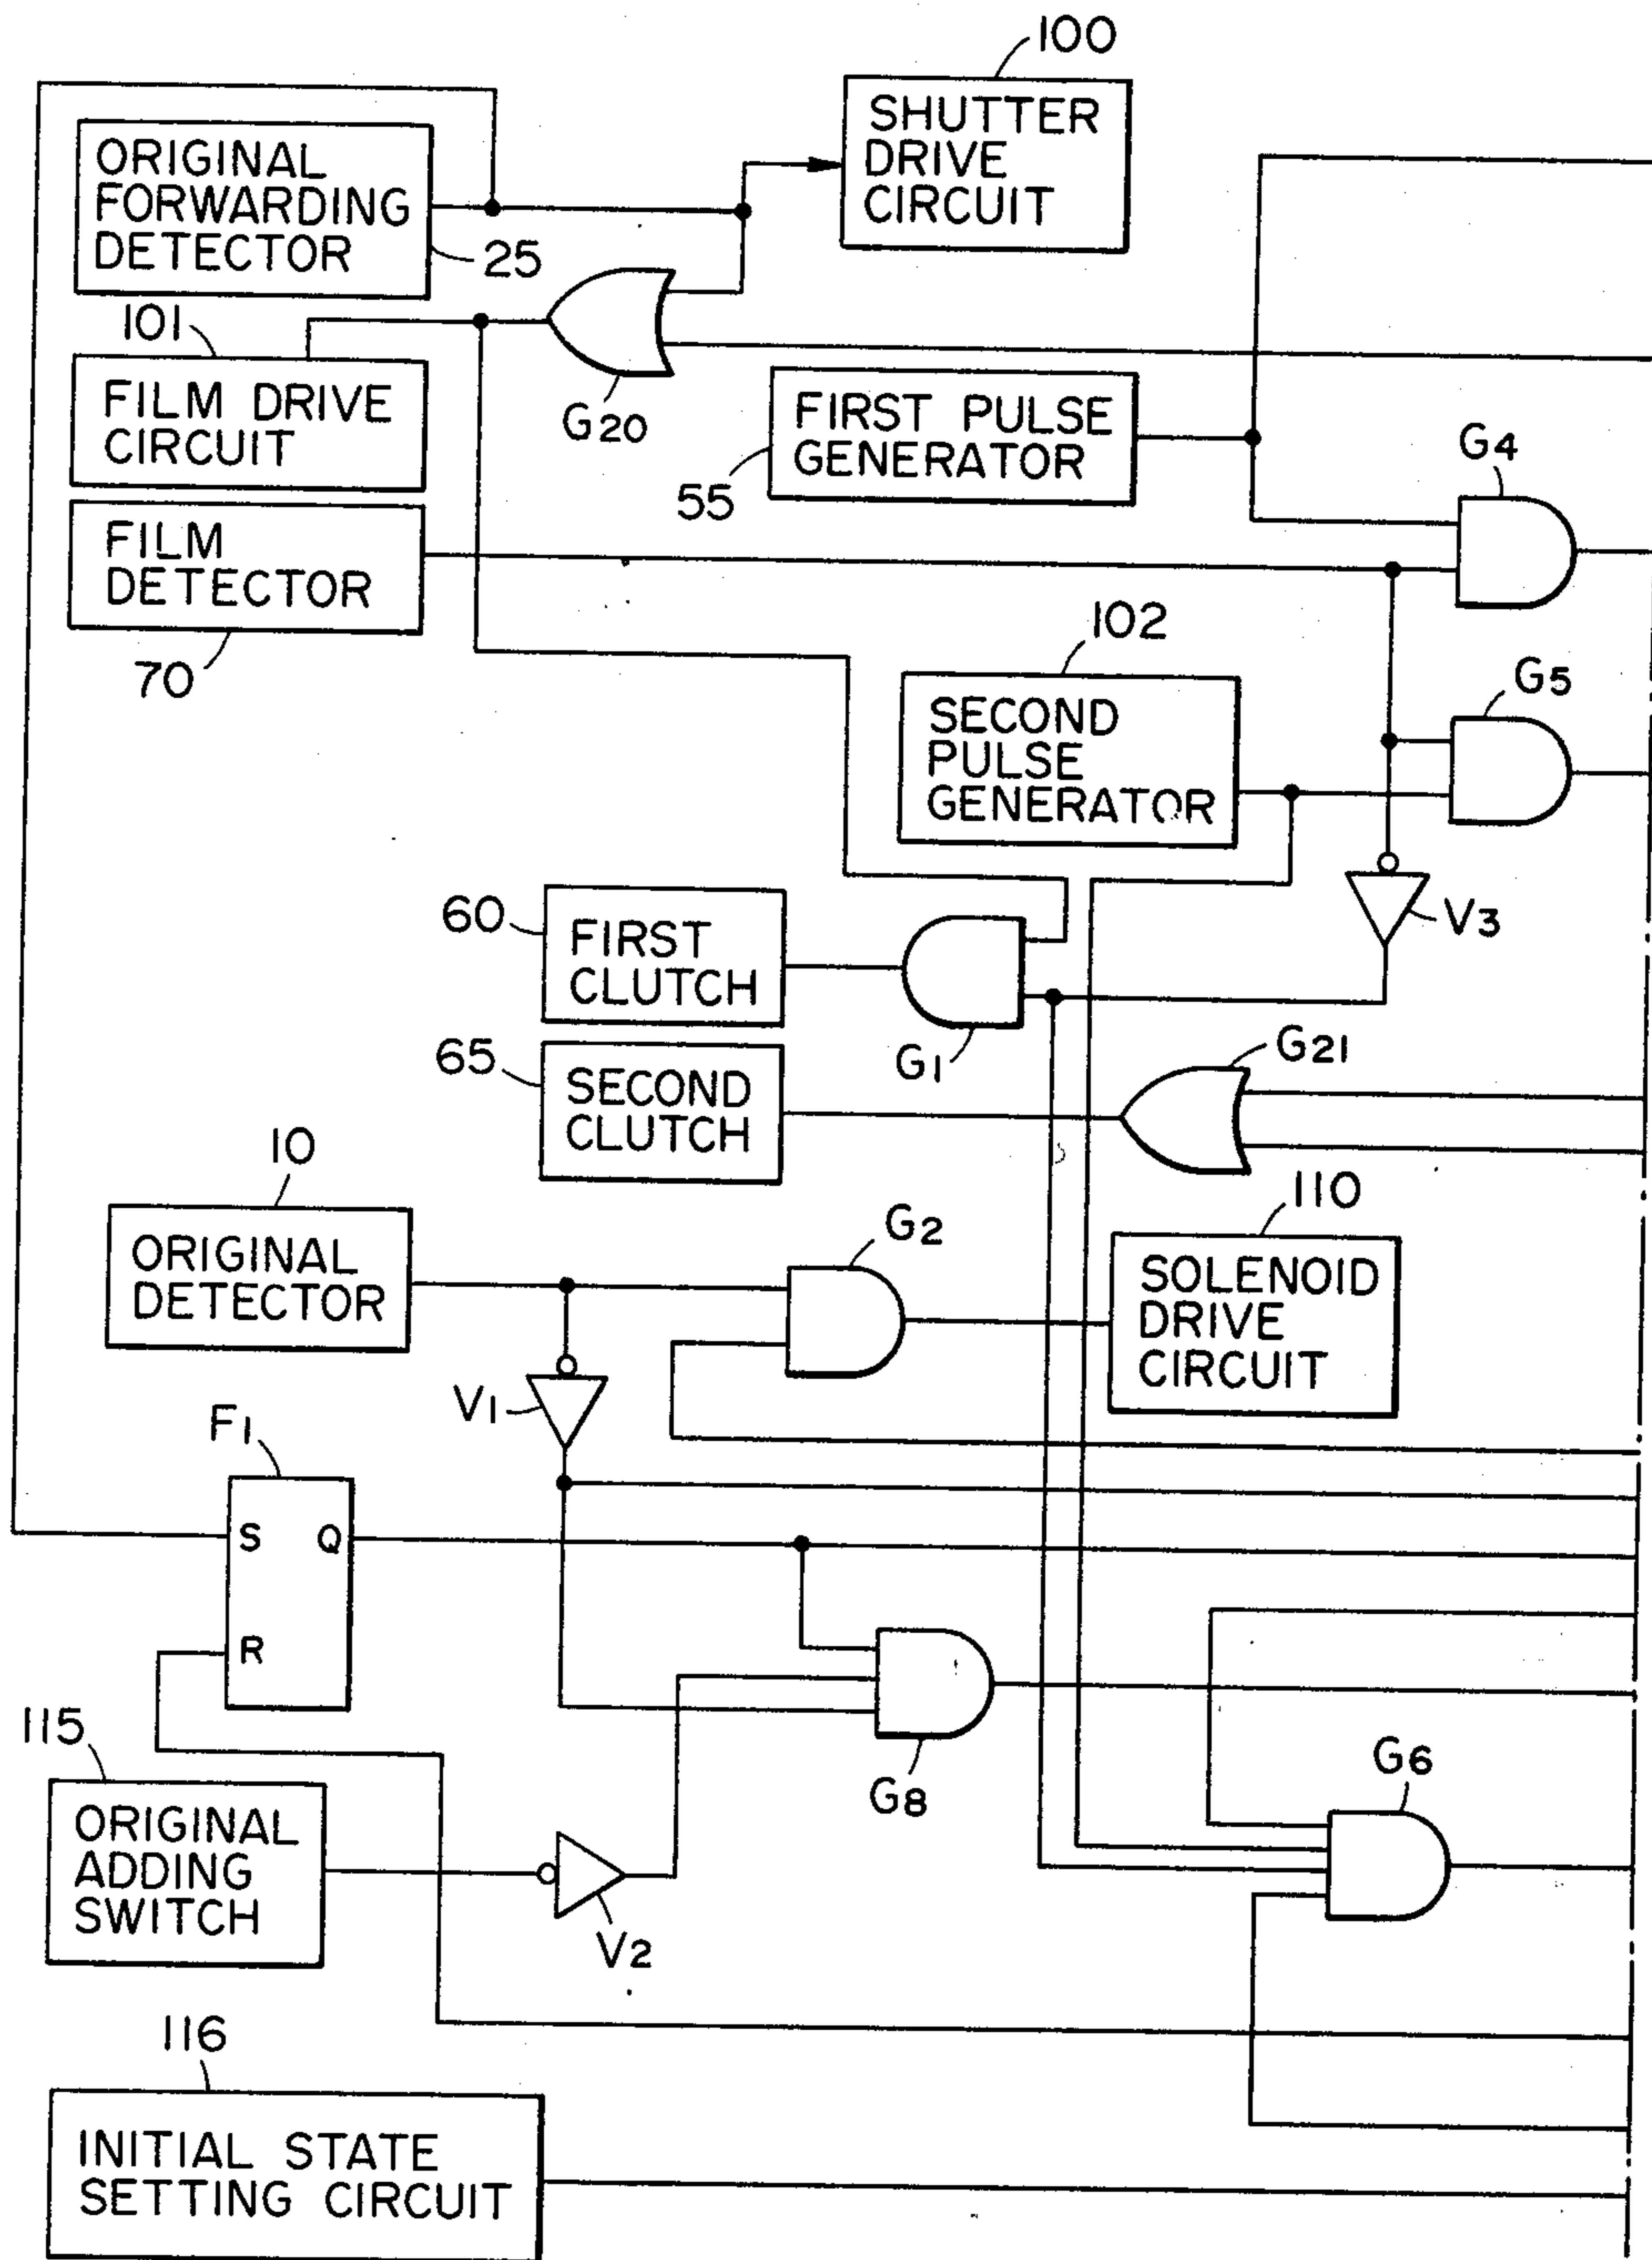 100
SHUTTER
DRIVE
CIRCUIT
ORIGINAL
FORWARDING
DETECTOR
25
101
FILM DRIVE
CIRCUIT
G20
FIRST PULSE
GENERATOR
55
G4
FILM
DETECTOR
70
102
SECOND
PULSE
GENERATOR
G5
V3
60
FIRST
CLUTCH
G1
65
SECOND
CLUTCH
G21
10
ORIGINAL
DETECTOR
G2
110
SOLENOID
DRIVE
CIRCUIT
V1
F1
S Q
R
G8
115
ORIGINAL
ADDING
SWITCH
V2
G6
116
INITIAL STATE
SETTING CIRCUIT